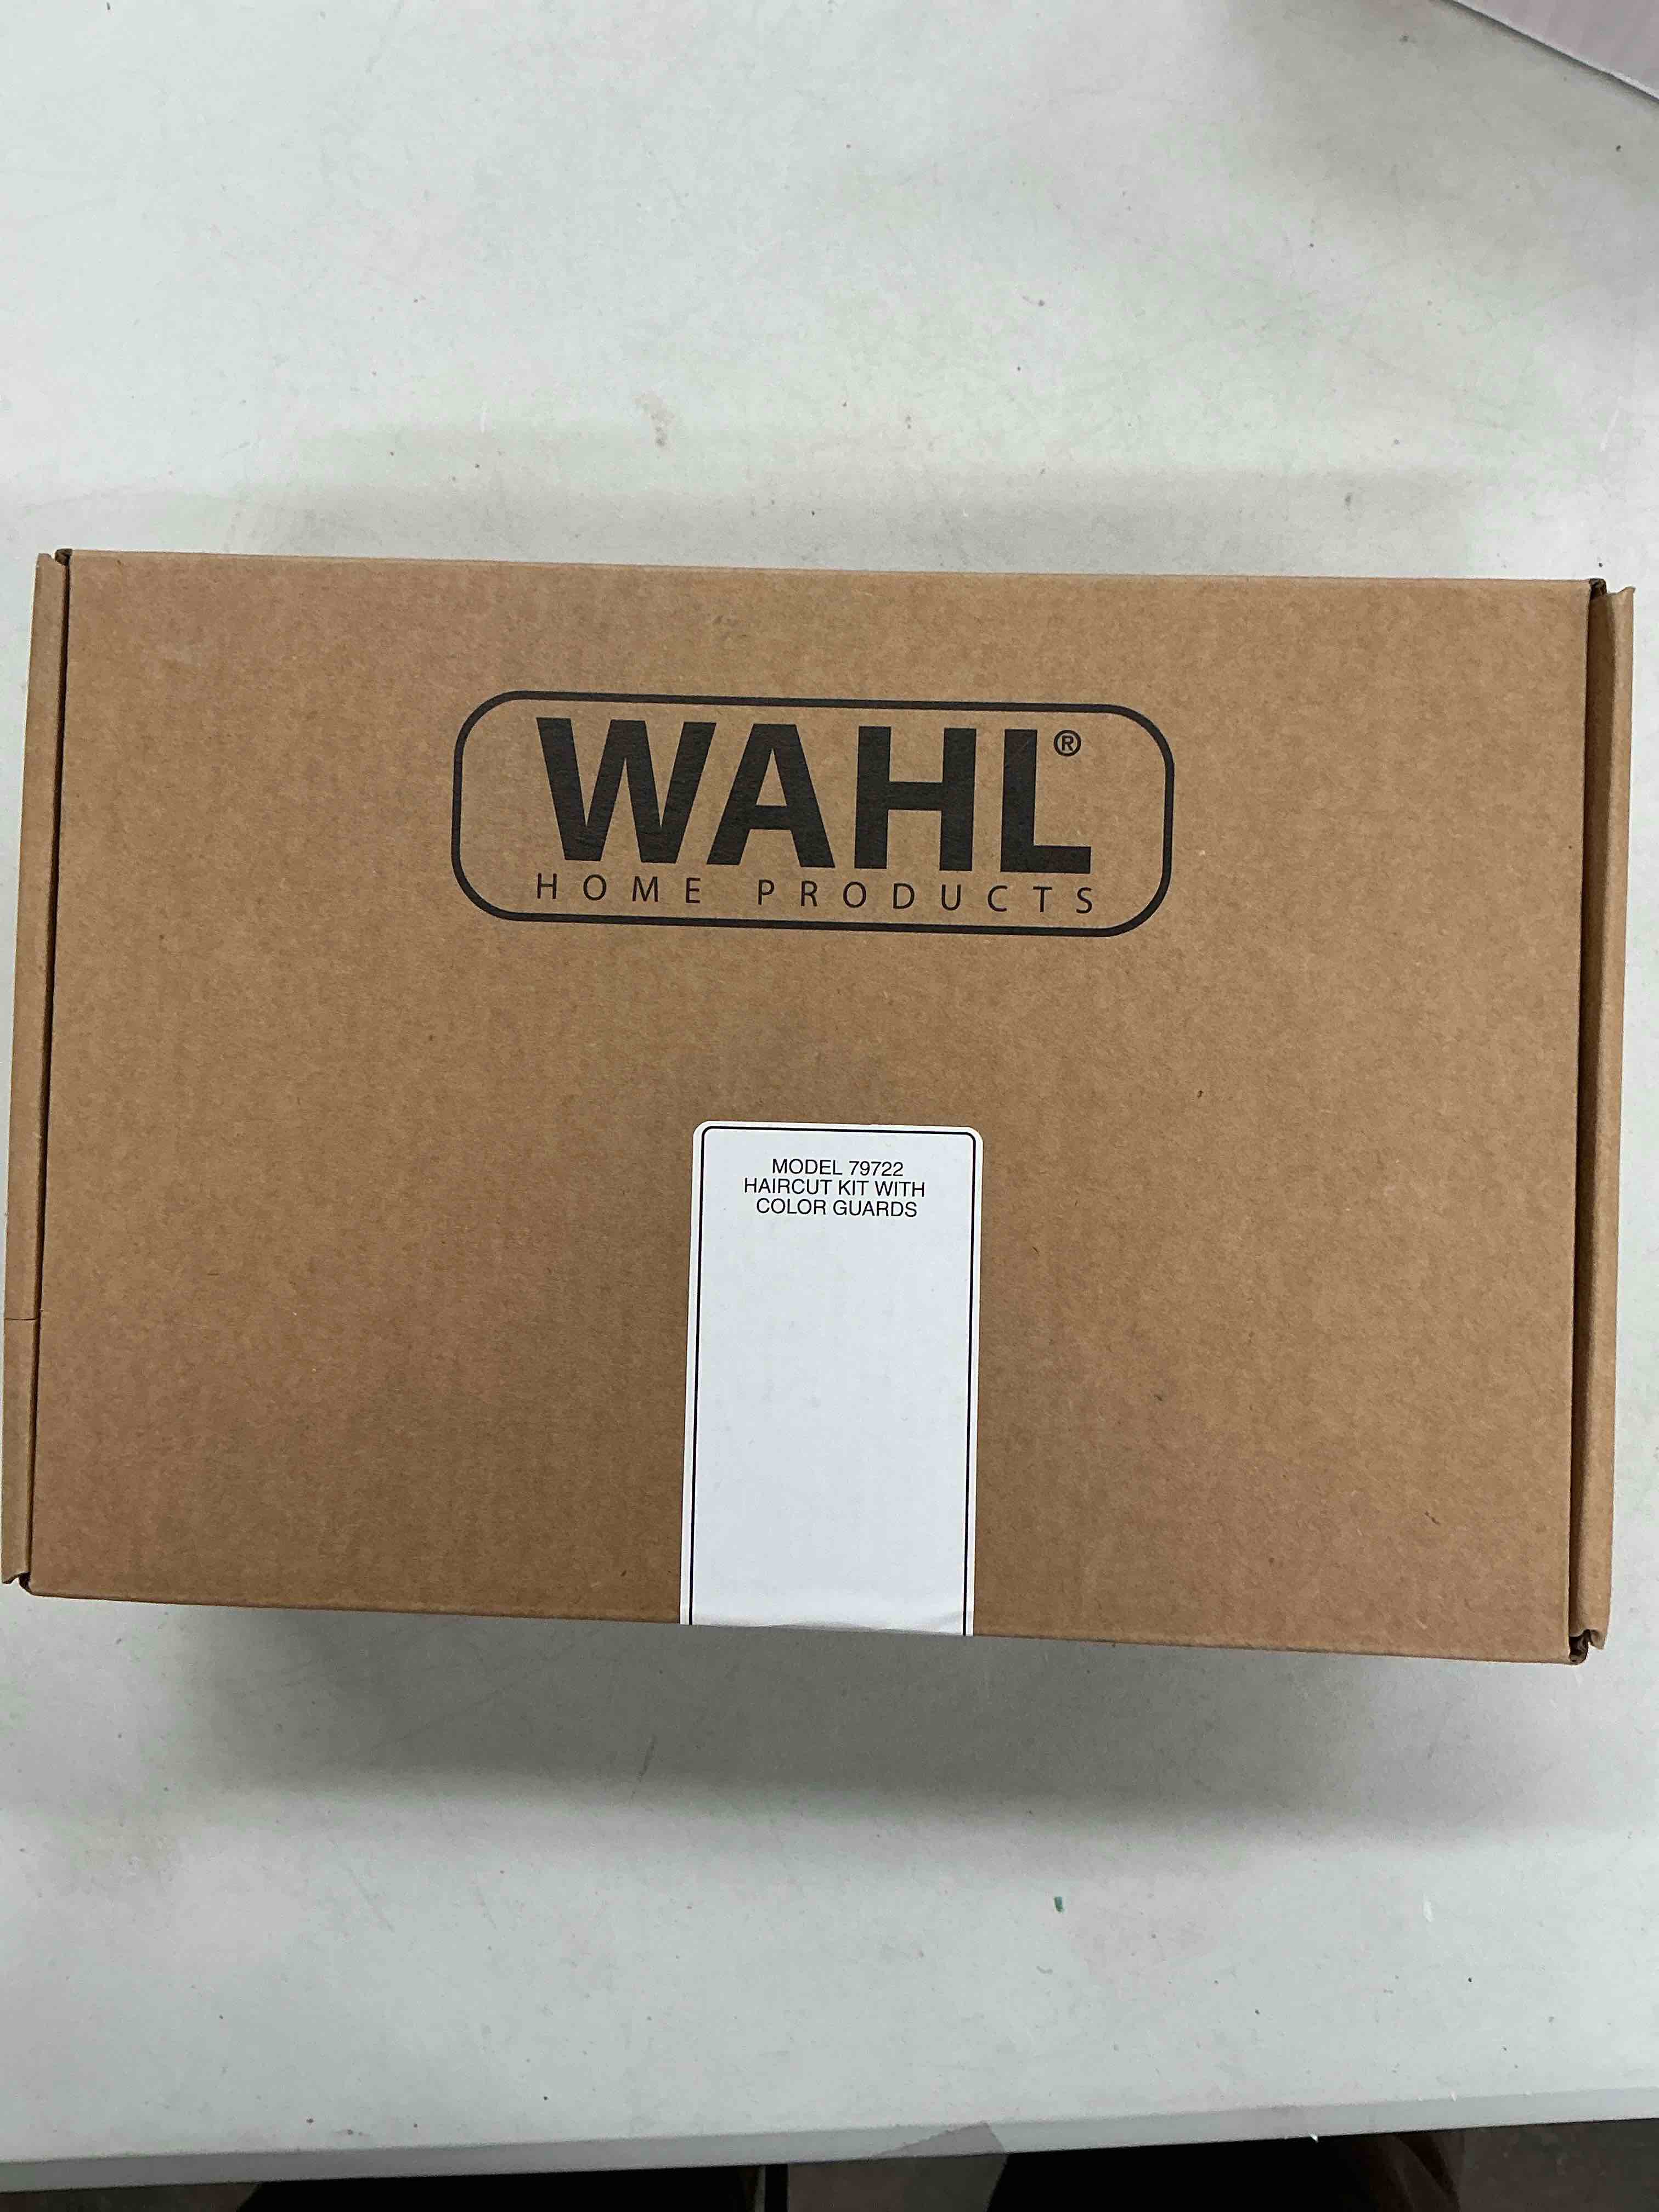 WAHL®
HOME PRODUCTS
MODEL 79722
HAIRCUT KIT WITH
COLOR GUARDS